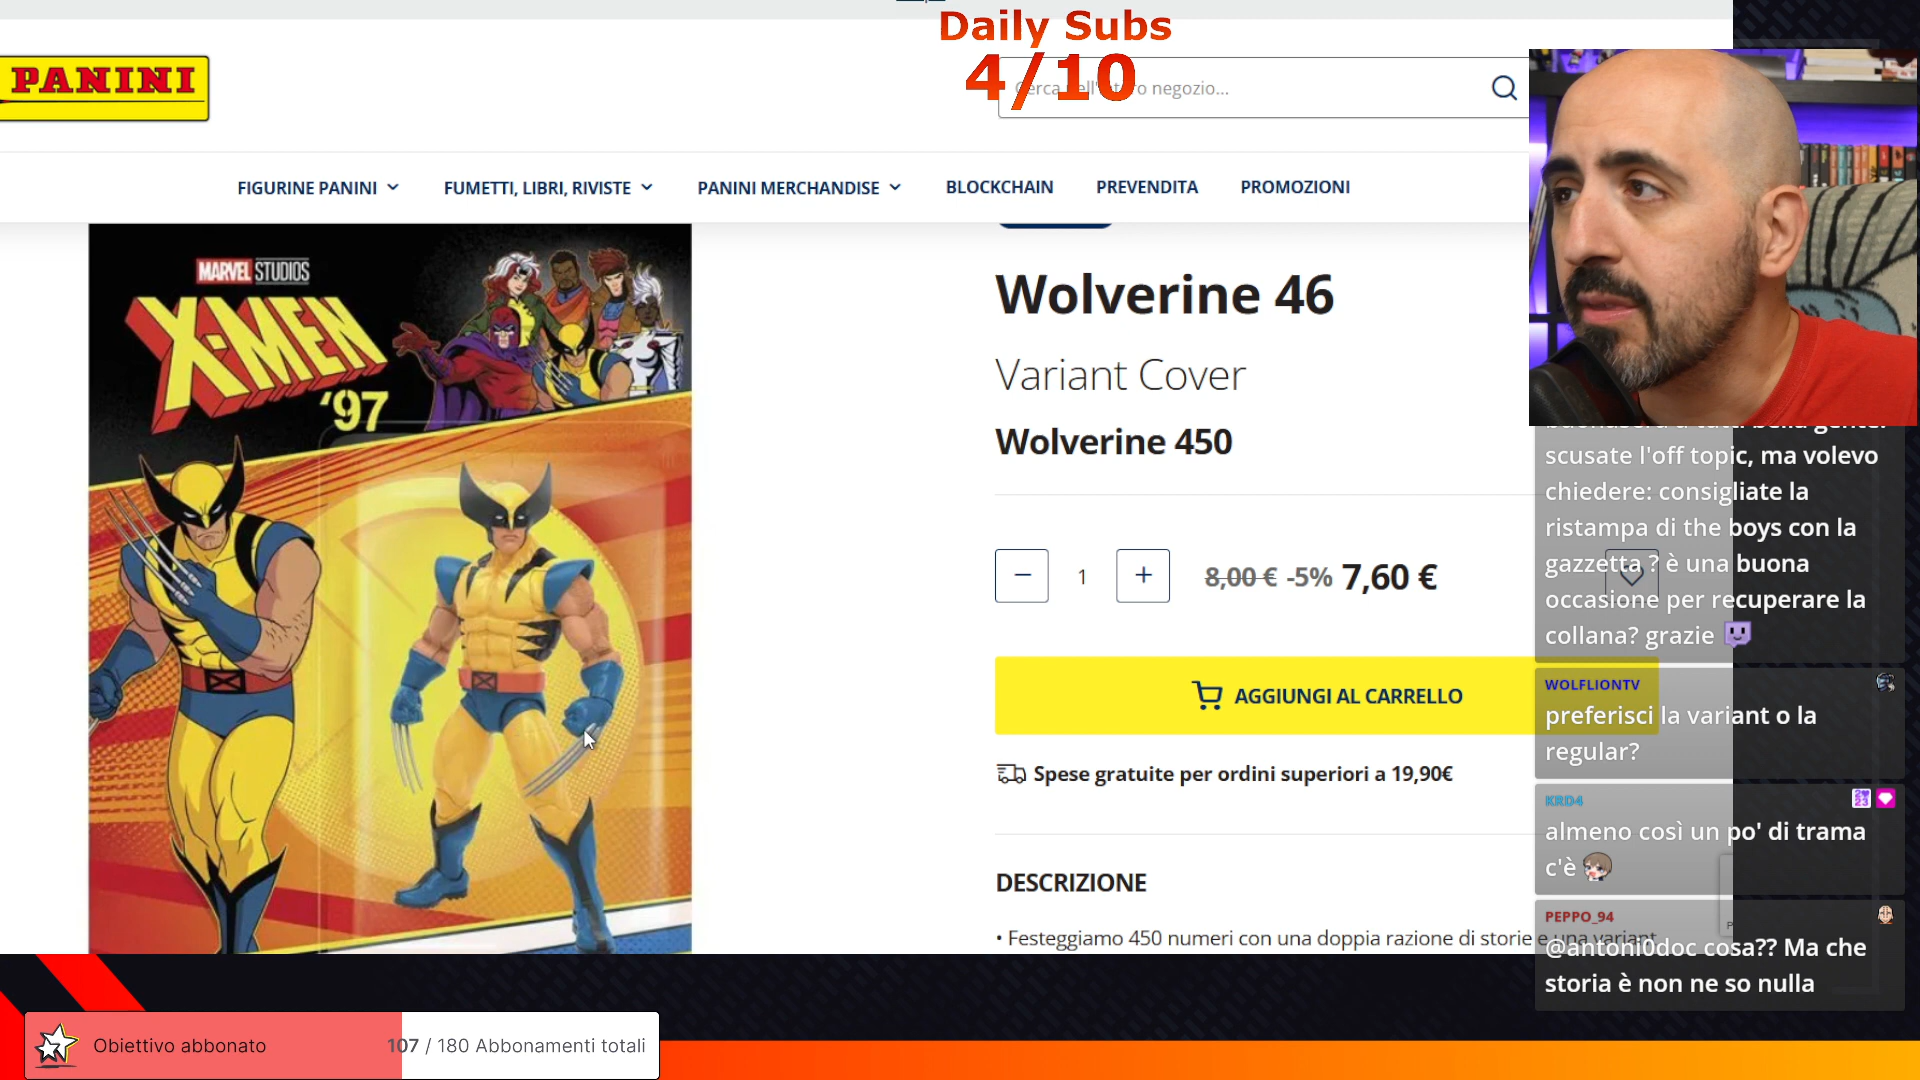 Daily Subs
4/10
PANINI
negozio...
FIGURINE PANINI
FUMETTI, LIBRI, RIVISTE
PANINI MERCHANDISE
BLOCKCHAIN
PREVENDITA
PROMOZIONI
MARVEL STUDIOS
X-MEN
'97
Wolverine 46
Variant Cover
Wolverine 450
1
8,00 € -5% 7,60 €
AGGIUNGI AL CARRELLO
Spese gratuite per ordini superiori a 19,90€
DESCRIZIONE
• Festeggiamo 450 numeri con una doppia razione di storie e una variant
scusate l'off topic, ma volevo
chiedere: consigliate la
ristampa di the boys con la
gazzetta ? è una buona
occasione per recuperare la
collana? grazie
WOLFLIONTV
preferisci la variant o la
regular?
KRD4
almeno così un po' di trama
c'è
PEPPO_94
@antoni0doc cosa?? Ma che
storia è non ne so nulla
Obiettivo abbonato
107 / 180 Abbonamenti totali